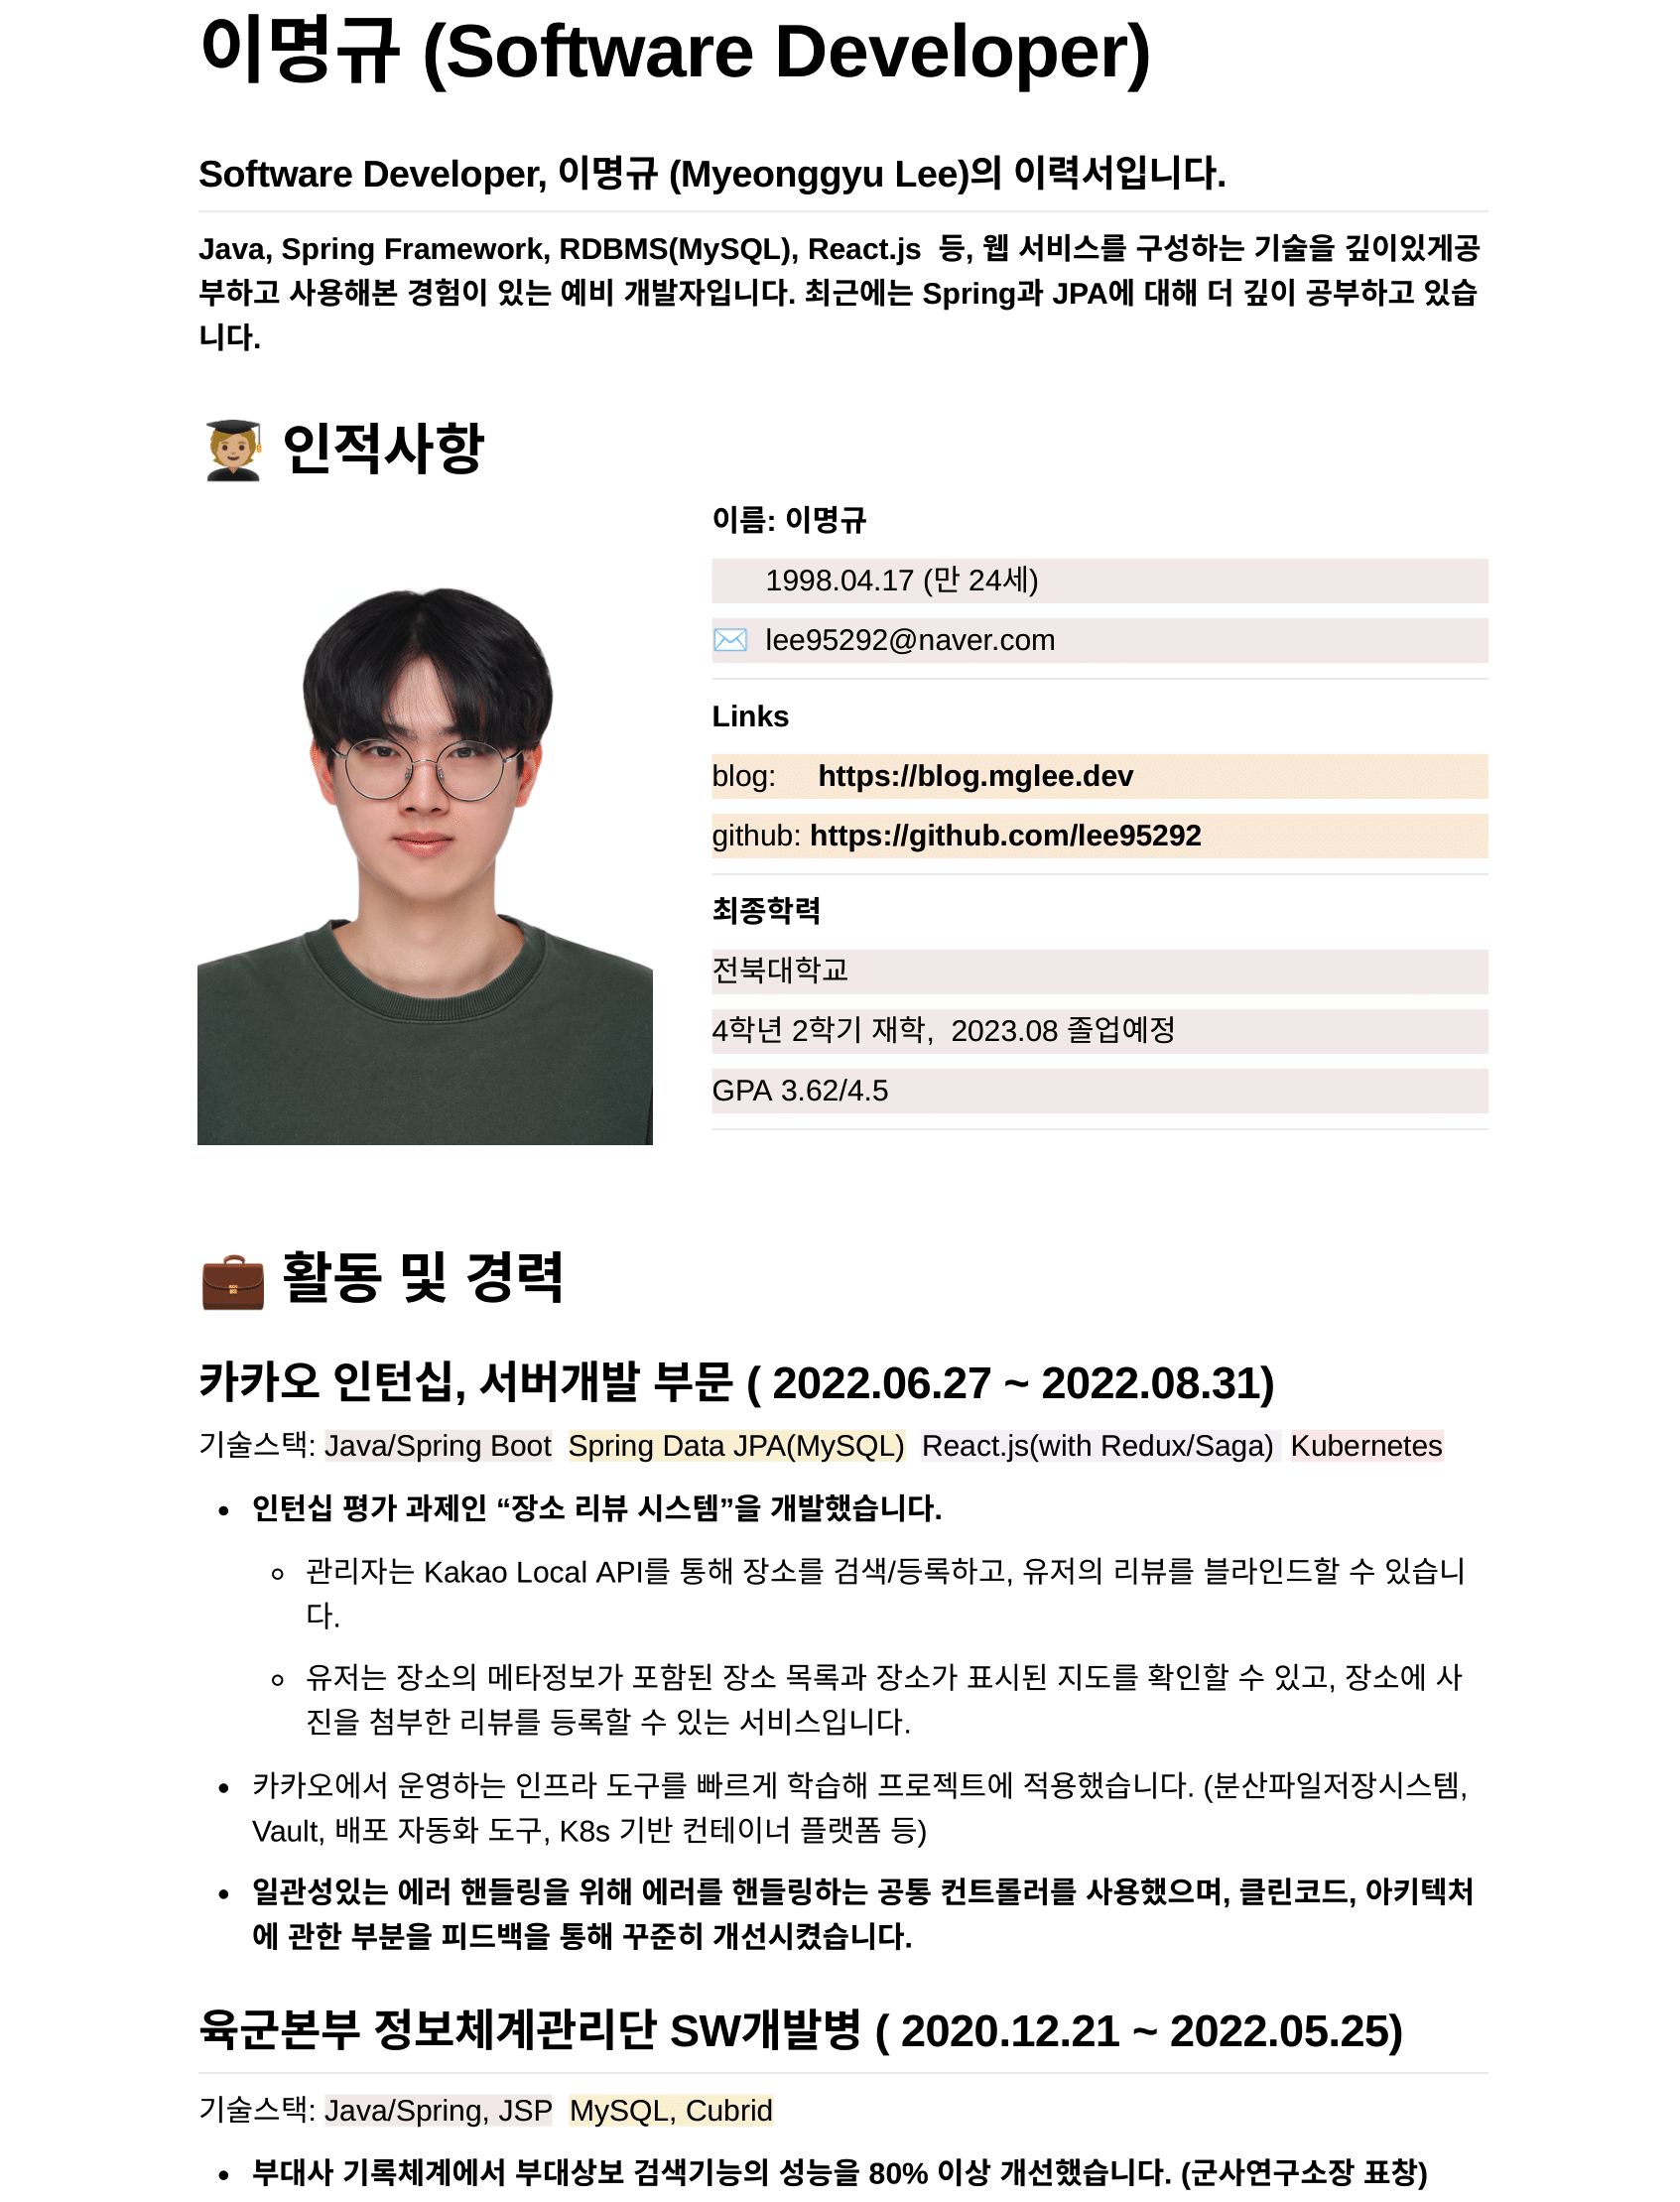 이명규 (Software Developer)
Software Developer, 이명규 (Myeonggyu Lee)의 이력서입니다.
Java, Spring Framework, RDBMS(MySQL), React.js 등, 웹 서비스를 구성하는 기술을 깊이있게공
부하고 사용해본 경험이 있는 예비 개발자입니다. 최근에는 Spring과 JPA에 대해 더 깊이 공부하고 있습
니다.
인적사항
이름: 이명규
1998.04.17 (만 24세)
lee95292@naver.com
Links
blog: https://blog.mglee.dev
github: https://github.com/lee95292
최종학력
전북대학교
4학년 2학기 재학, 2023.08 졸업예정
GPA 3.62/4.5
활동 및 경력
카카오 인턴십, 서버개발 부문 ( 2022.06.27 ~ 2022.08.31)
기술스택: Java/Spring Boot Spring Data JPA(MySQL) React.js(with Redux/Saga) Kubernetes
• 인턴십 평가 과제인 “장소 리뷰 시스템”을 개발했습니다.
◦ 관리자는 Kakao Local API를 통해 장소를 검색/등록하고, 유저의 리뷰를 블라인드할 수 있습니
다.
◦ 유저는 장소의 메타정보가 포함된 장소 목록과 장소가 표시된 지도를 확인할 수 있고, 장소에 사
진을 첨부한 리뷰를 등록할 수 있는 서비스입니다.
• 카카오에서 운영하는 인프라 도구를 빠르게 학습해 프로젝트에 적용했습니다. (분산파일저장시스템,
Vault, 배포 자동화 도구, K8s 기반 컨테이너 플랫폼 등)
• 일관성있는 에러 핸들링을 위해 에러를 핸들링하는 공통 컨트롤러를 사용했으며, 클린코드, 아키텍처
에 관한 부분을 피드백을 통해 꾸준히 개선시켰습니다.
육군본부 정보체계관리단 SW개발병 ( 2020.12.21 ~ 2022.05.25)
기술스택: Java/Spring, JSP MySQL, Cubrid
• 부대사 기록체계에서 부대상보 검색기능의 성능을 80% 이상 개선했습니다. (군사연구소장 표창)